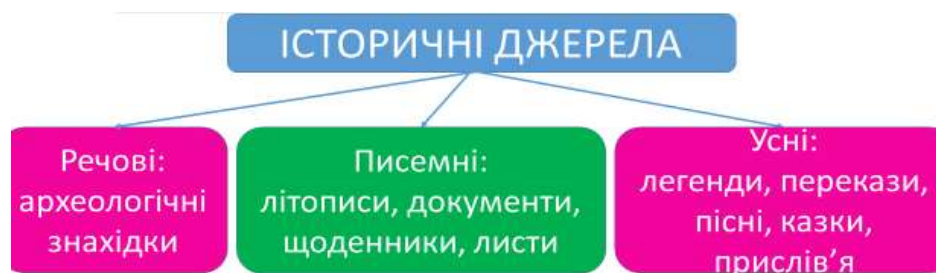 ІСТОРИЧНІ ДЖЕРЕЛА
Речові:
археологічні
знахідки
Писемні:
літописи, документи,
щоденники, листи
Усні:
легенди, перекази,
пісні, казки,
прислів’я